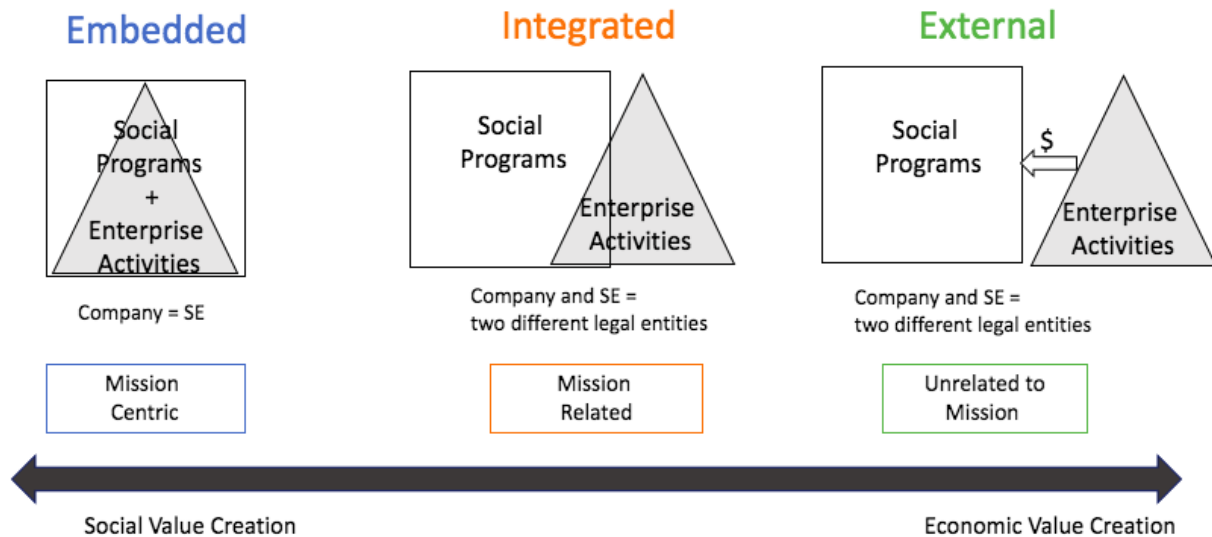 Embedded
Integrated
External
Social
Programs
+
Enterprise
Activities
Social
Programs
Enterprise
Activities
Social
Programs
$
Enterprise
Activities
Company = SE
Company and SE =
two different legal entities
Company and SE =
two different legal entities
Mission
Centric
Mission
Related
Unrelated to
Mission
Social Value Creation
Economic Value Creation